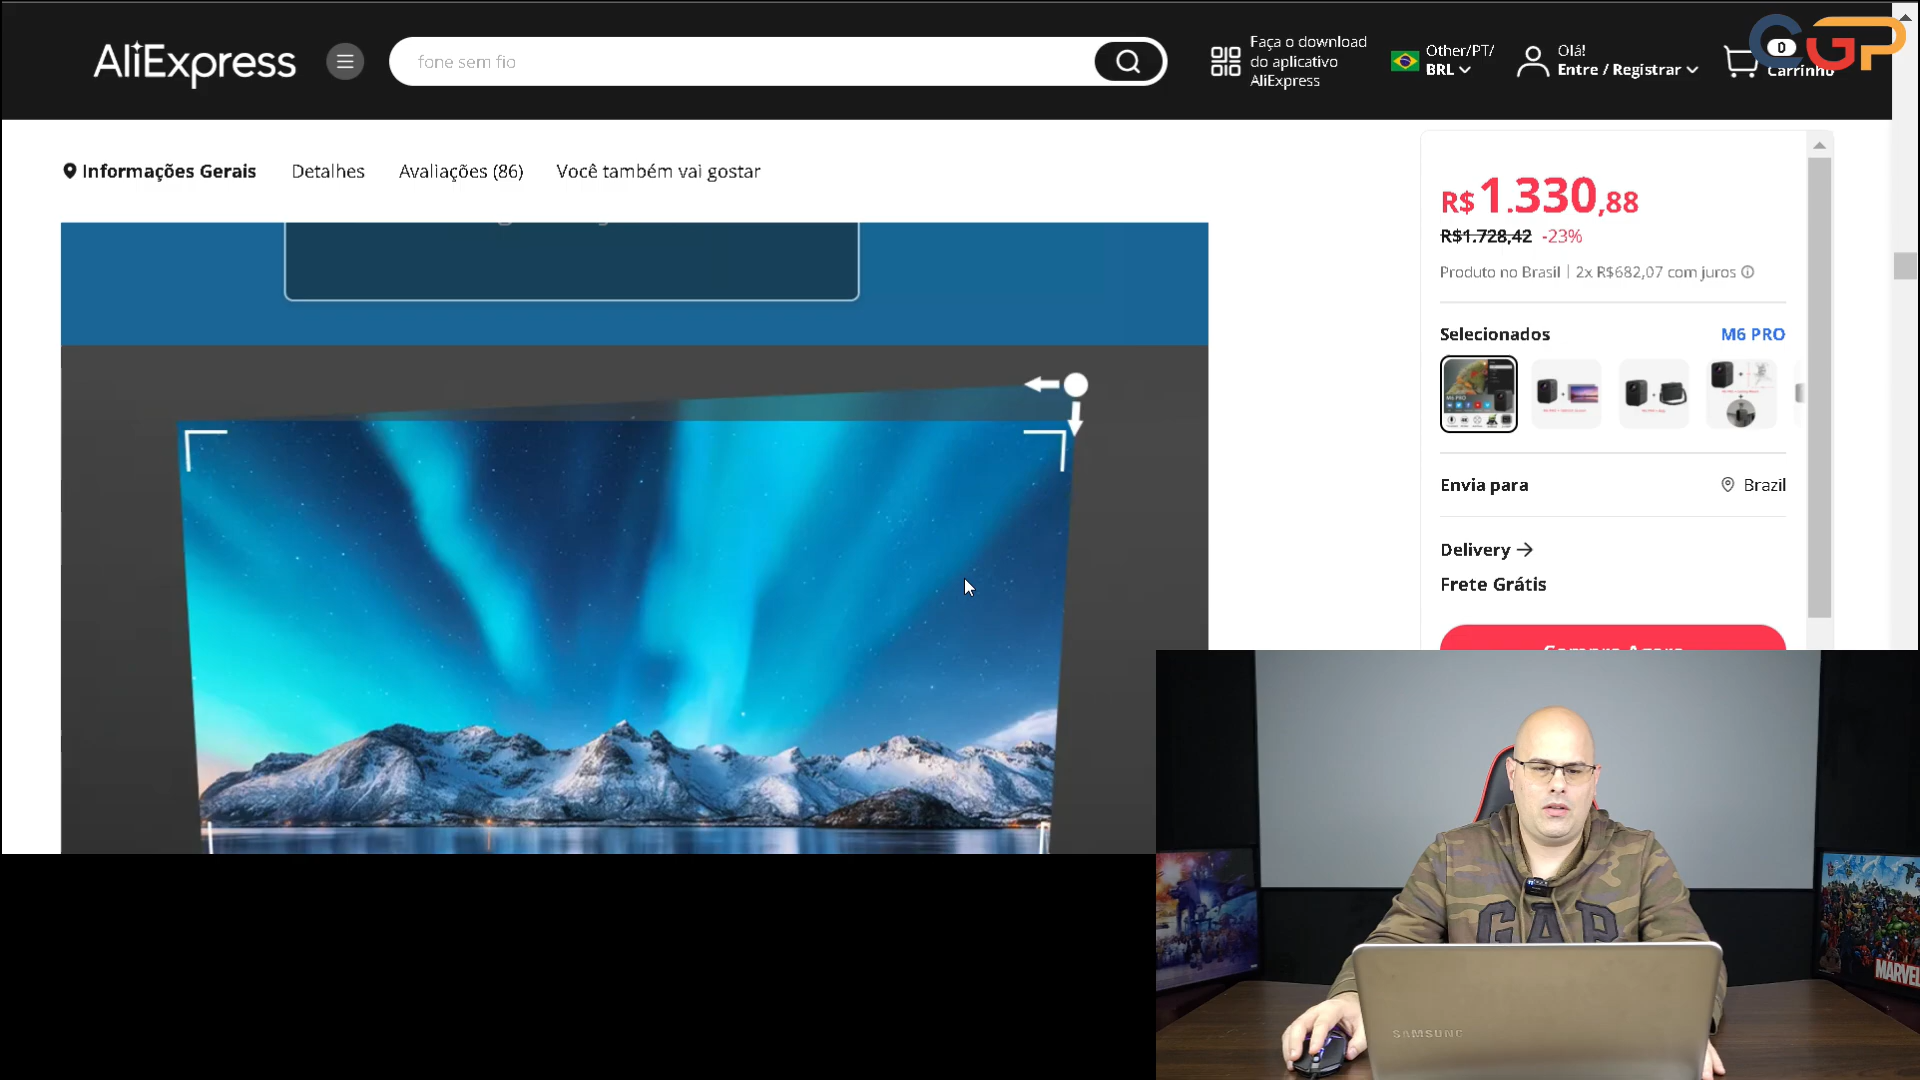 AliExpress
fone sem fio
Faça o download
do aplicativo
AliExpress
Other/PT/
BRL
Olá!
Entre / Registrar
0
Carrinho
CGP
Informações Gerais
Detalhes
Avaliações (86)
Você também vai gostar
R$1.330,88
R$1.728,42 -23%
Produto no Brasil | 2x R$682,07 com juros
Selecionados
M6 PRO
Envia para
Brazil
Delivery
Frete Grátis
GAP
SAMSUNG
MARVEL